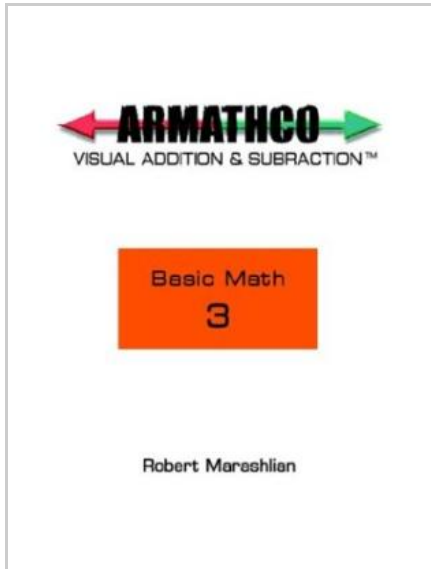 ARMATHCO
VISUAL ADDITION & SUBRACTION™
Basic Math
3
Robert Marashlian